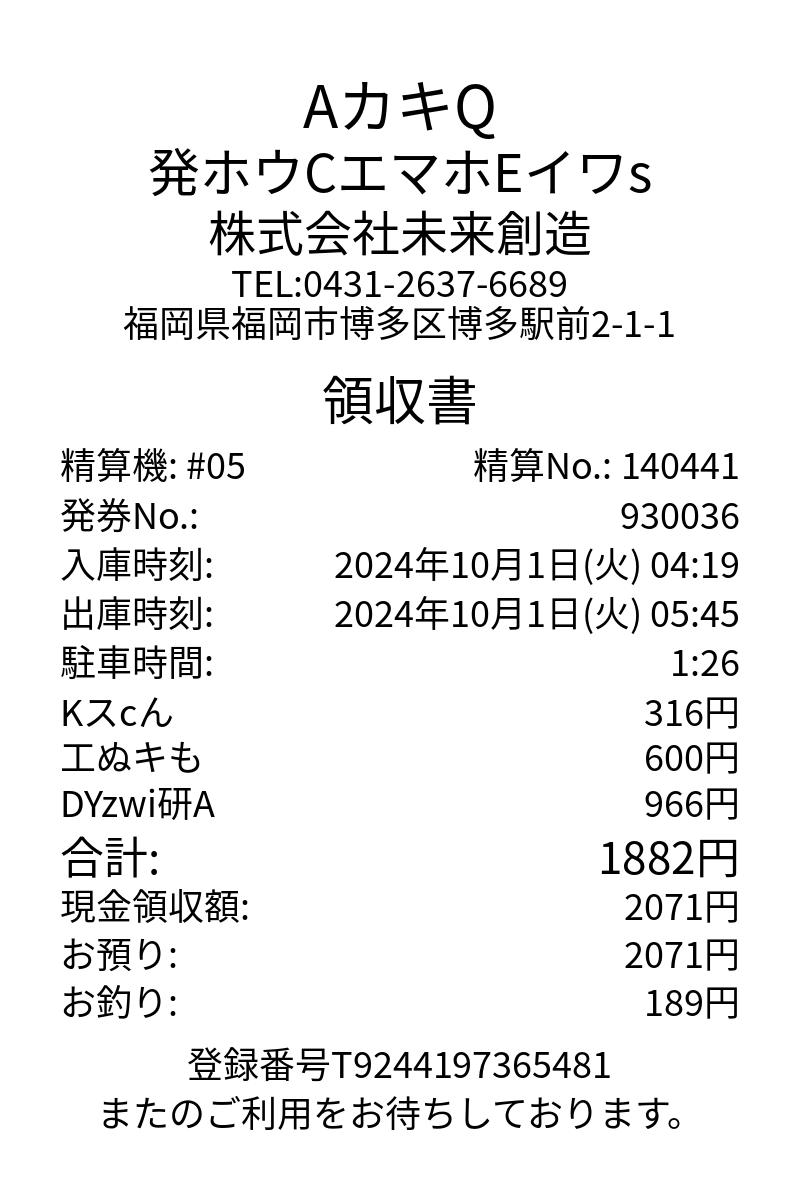 AカキQ
発ホウCエマホEイワs
株式会社未来創造
TEL:0431-2637-6689
福岡県福岡市博多区博多駅前2-1-1
領収書
精算機: #05 精算No.: 140441
発券No.: 930036
入庫時刻: 2024年10月1日(火) 04:19
出庫時刻: 2024年10月1日(火) 05:45
駐車時間: 1:26
Kスcん 316円
工ぬキも 600円
DYzwi研A 966円
合計: 1882円
現金領収額: 2071円
お預り: 2071円
お釣り: 189円
登録番号T9244197365481
またのご利用をお待ちしております。